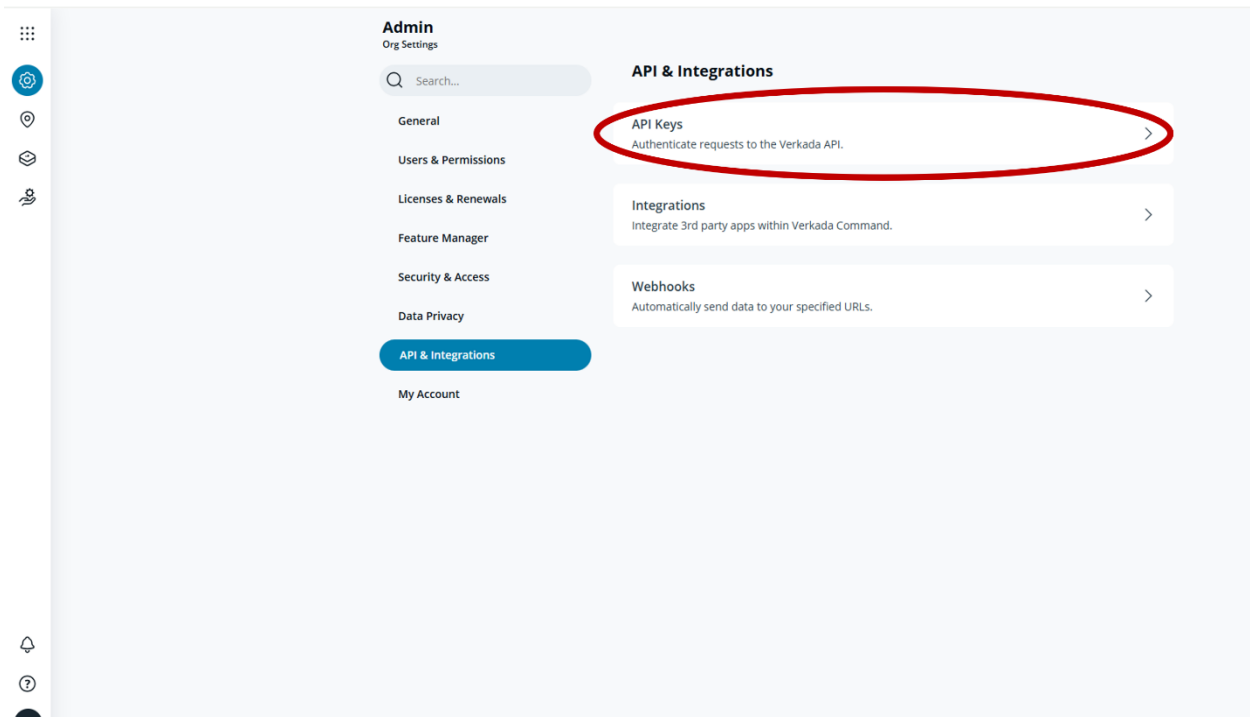 Admin
Org Settings
Search...
General
Users & Permissions
Licenses & Renewals
Feature Manager
Security & Access
Data Privacy
API & Integrations
My Account
API & Integrations
API Keys
Authenticate requests to the Verkada API.
Integrations
Integrate 3rd party apps within Verkada Command.
Webhooks
Automatically send data to your specified URLs.